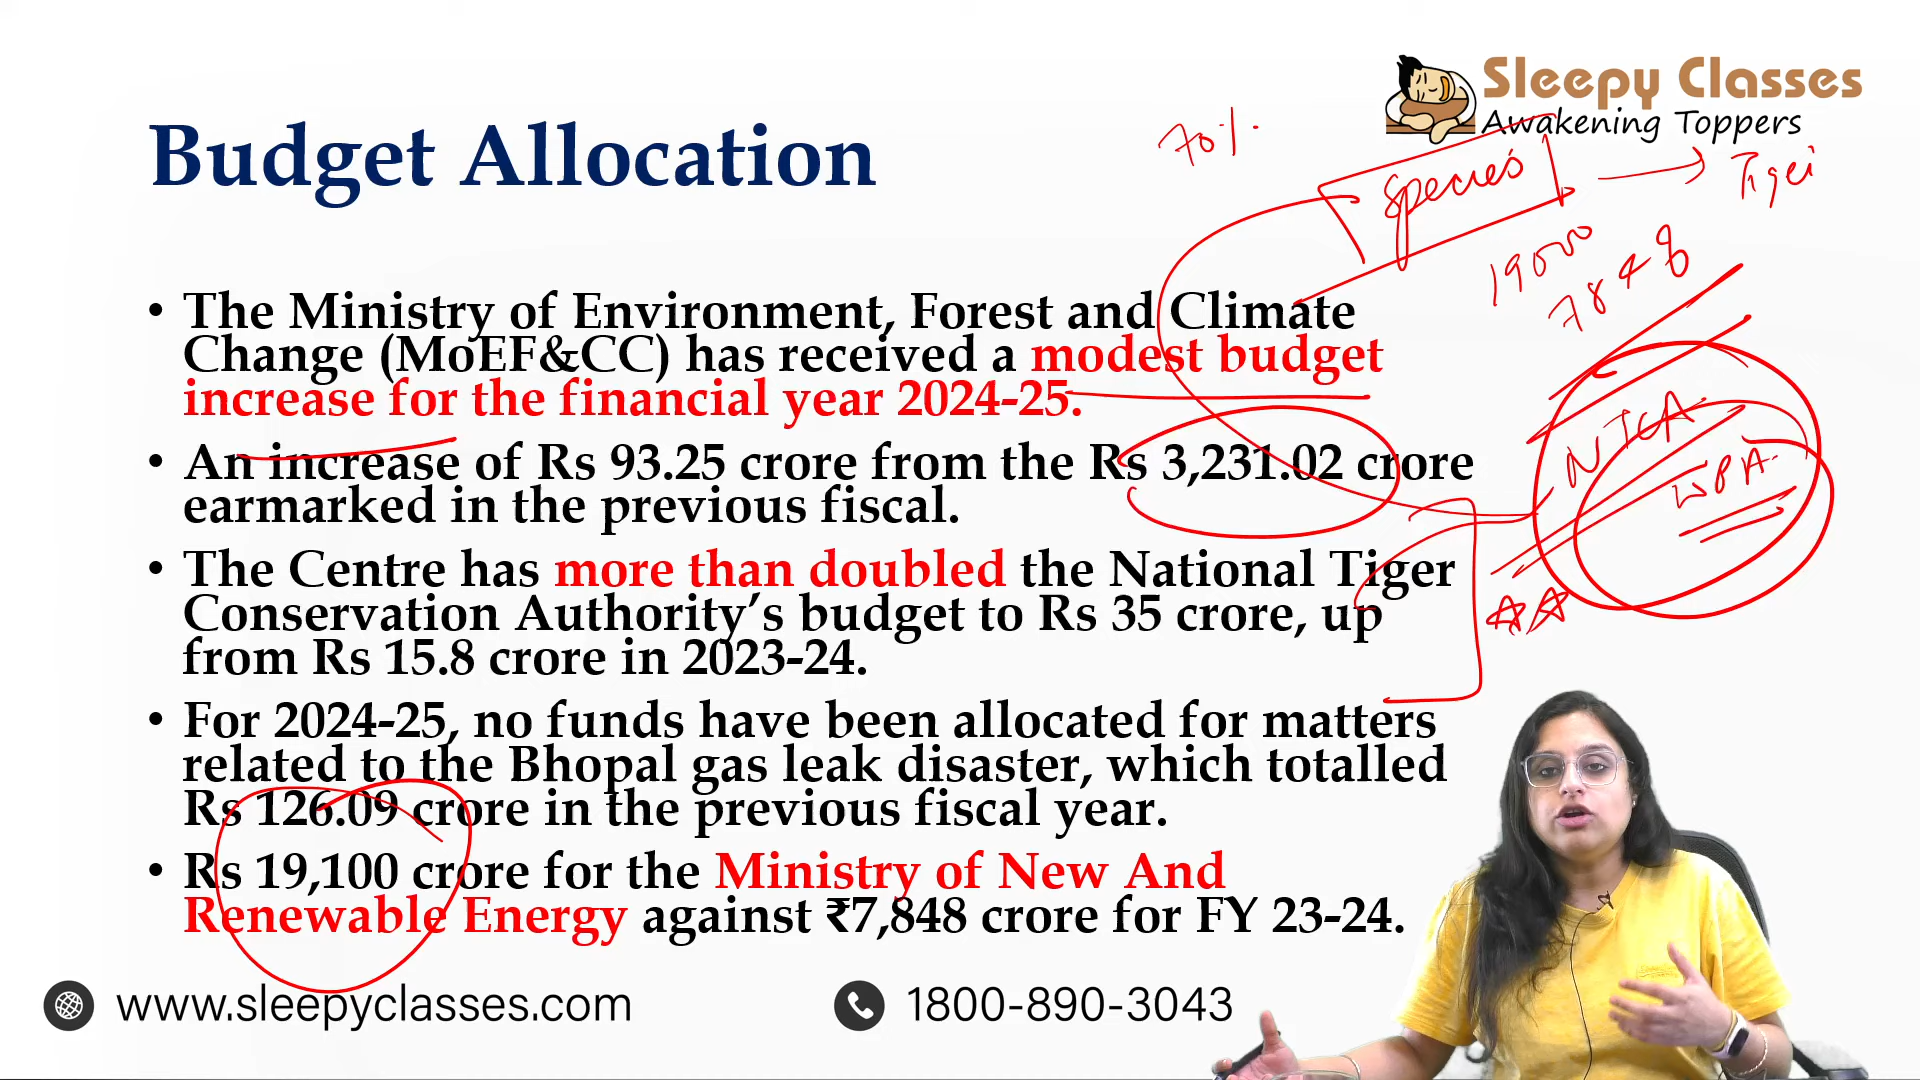 Sleepy Classes
Awakening Toppers
70%
Species
Tiger
Budget Allocation
19000
7848
• The Ministry of Environment, Forest and Climate
Change (MoEF&CC) has received a modest budget
increase for the financial year 2024-25.
NTCA
WPA
• An increase of Rs 93.25 crore from the Rs 3,231.02 crore
earmarked in the previous fiscal.
• The Centre has more than doubled the National Tiger
Conservation Authority’s budget to Rs 35 crore, up
from Rs 15.8 crore in 2023-24.
• For 2024-25, no funds have been allocated for matters
related to the Bhopal gas leak disaster, which totalled
Rs 126.09 crore in the previous fiscal year.
• Rs 19,100 crore for the Ministry of New And
Renewable Energy against ₹7,848 crore for FY 23-24.
www.sleepyclasses.com
1800-890-3043